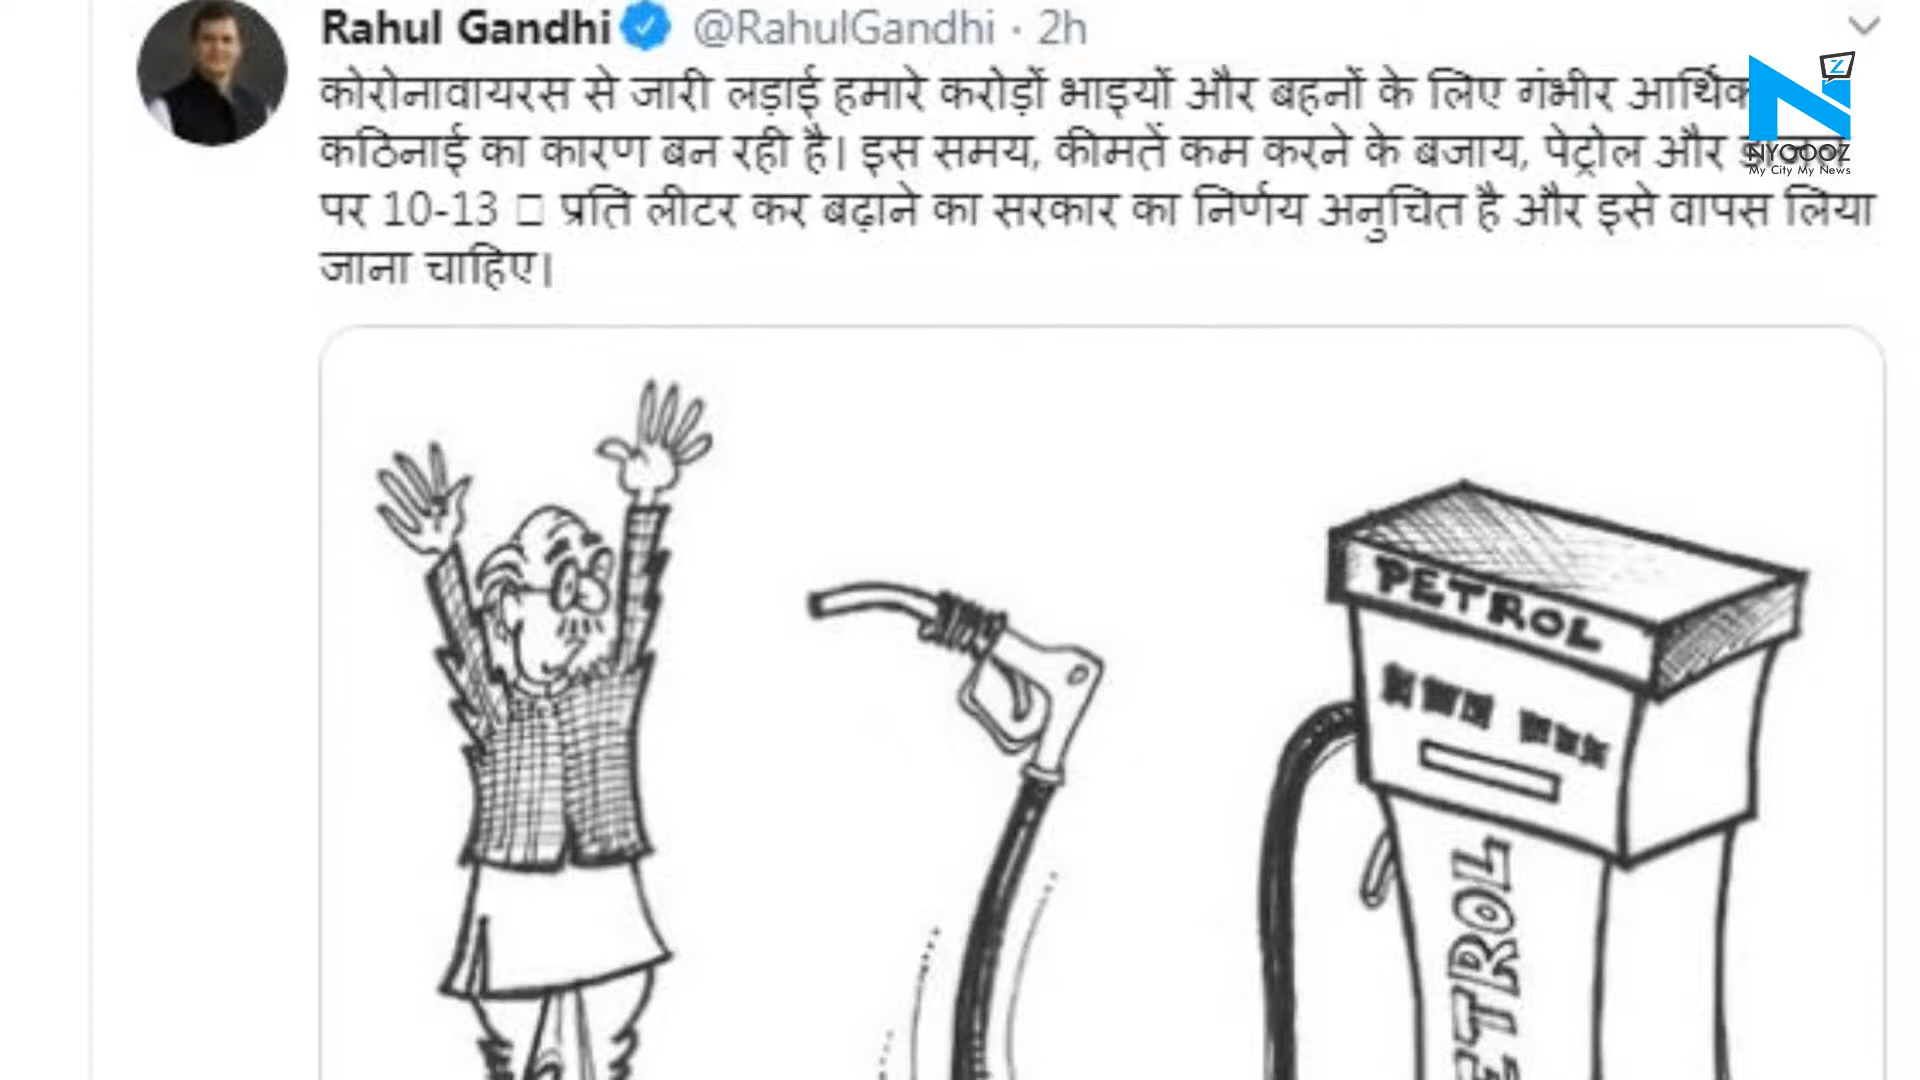 Rahul Gandhi @RahulGandhi · 2h
कोरोनावायरस से जारी लड़ाई हमारे करोड़ों भाइयों और बहनों के लिए गंभीर आर्थिक
कठिनाई का कारण बन रही है। इस समय, कीमतें कम करने के बजाय, पेट्रोल और
पर 10-13 प्रति लीटर कर बढ़ाने का सरकार का निर्णय अनुचित है और इसे वापस लिया
जाना चाहिए।
Z
N
NYOOOZ
My City My News
PETROL
ETROL